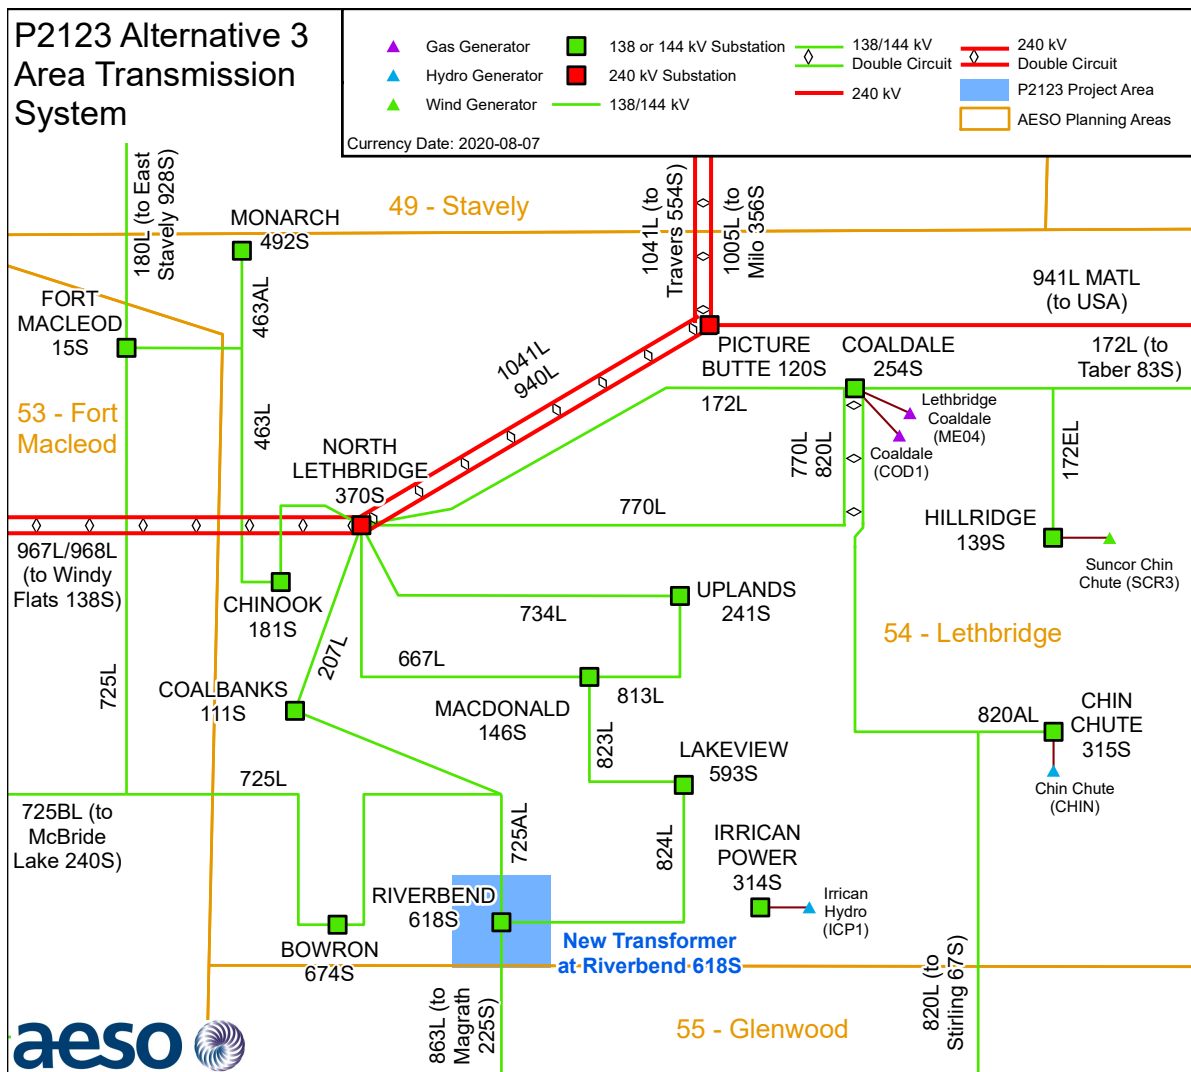 P2123 Alternative 3
Area Transmission
System
Gas Generator
Hydro Generator
Wind Generator
138 or 144 kV Substation
240 kV Substation
138/144 kV
138/144 kV
Double Circuit
240 kV
240 kV
Double Circuit
P2123 Project Area
AESO Planning Areas
Currency Date: 2020-08-07
180L (to East
Stavely 928S)
MONARCH
492S
49 - Stavely
1041L (to
Travers 554S)
1005L (to
Milo 356S
941L MATL
(to USA)
FORT
MACLEOD
15S
463AL
1041L
940L
PICTURE
BUTTE 120S
COALDALE
254S
172L (to
Taber 83S)
53 - Fort
Macleod
463L
172L
Lethbridge
Coaldale
(ME04)
Coaldale
(COD1)
770L
820L
172EL
NORTH
LETHBRIDGE
370S
770L
HILLRIDGE
139S
Suncor Chin
Chute (SCR3)
967L/968L
(to Windy
Flats 138S)
CHINOOK
181S
734L
UPLANDS
241S
54 - Lethbridge
207L
667L
813L
725L
COALBANKS
111S
MACDONALD
146S
823L
LAKEVIEW
593S
820AL
CHIN
CHUTE
315S
Chin Chute
(CHIN)
725L
725BL (to
McBride
Lake 240S)
725AL
824L
IRRICAN
POWER
314S
Irrican
Hydro
(ICP1)
RIVERBEND
618S
BOWRON
674S
New Transformer
at Riverbend 618S
863L (to
Magrath
225S)
820L (to
Stirling 67S)
55 - Glenwood
aeso